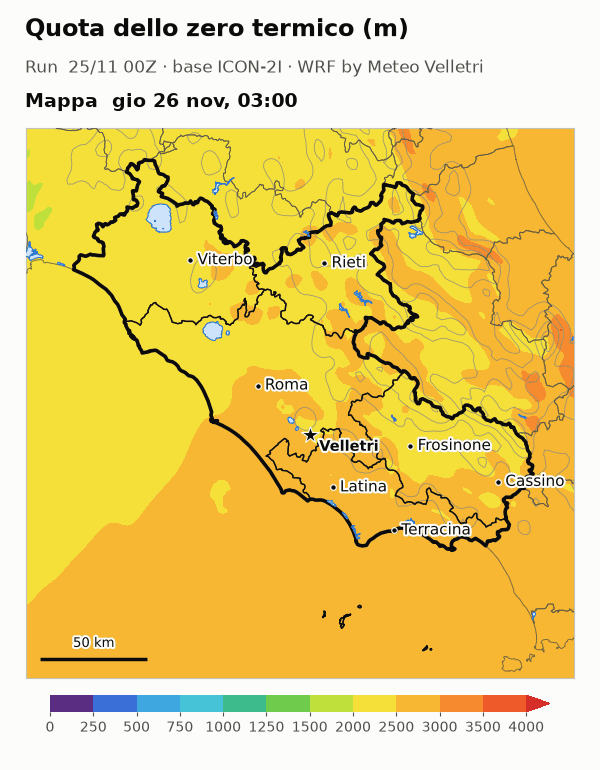 Quota dello zero termico (m)
Run 25/11 00Z · base ICON-2I · WRF by Meteo Velletri
Mappa gio 26 nov, 03:00
Viterbo
Rieti
Roma
Velletri
Frosinone
Cassino
Latina
Terracina
50 km
0 250 500 750 1000 1250 1500 2000 2500 3000 3500 4000